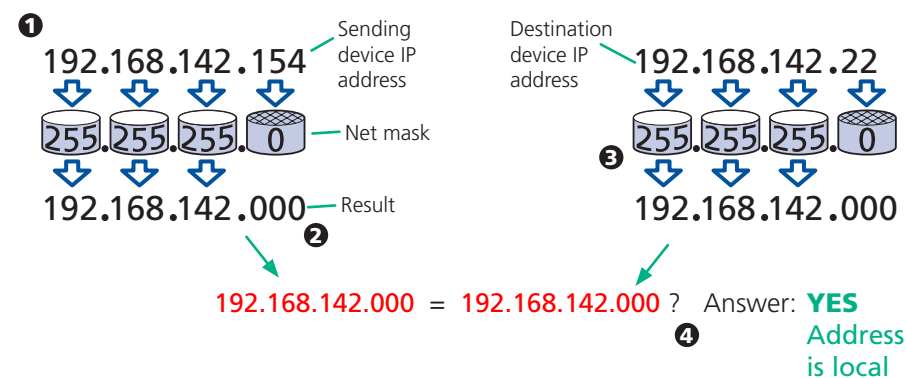 1
Sending
device IP
address
192.168.142.154
255.255.255.0
Net mask
192.168.142.000
Result
2
Destination
device IP
address
192.168.142.22
3
255.255.255.0
192.168.142.000
192.168.142.000 = 192.168.142.000 ? Answer: YES
4
Address
is local